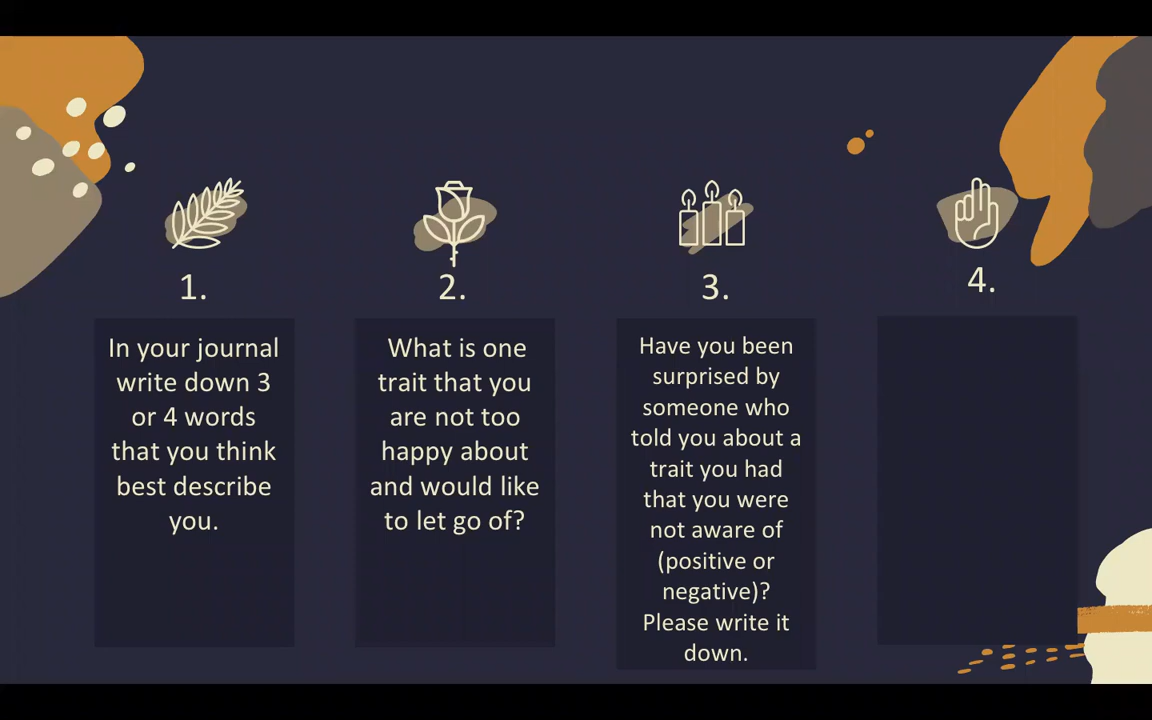 1.
In your journal
write down 3
or 4 words
that you think
best describe
you.
2.
What is one
trait that you
are not too
happy about
and would like
to let go of?
3.
Have you been
surprised by
someone who
told you about a
trait you had
that you were
not aware of
(positive or
negative)?
Please write it
down.
4.